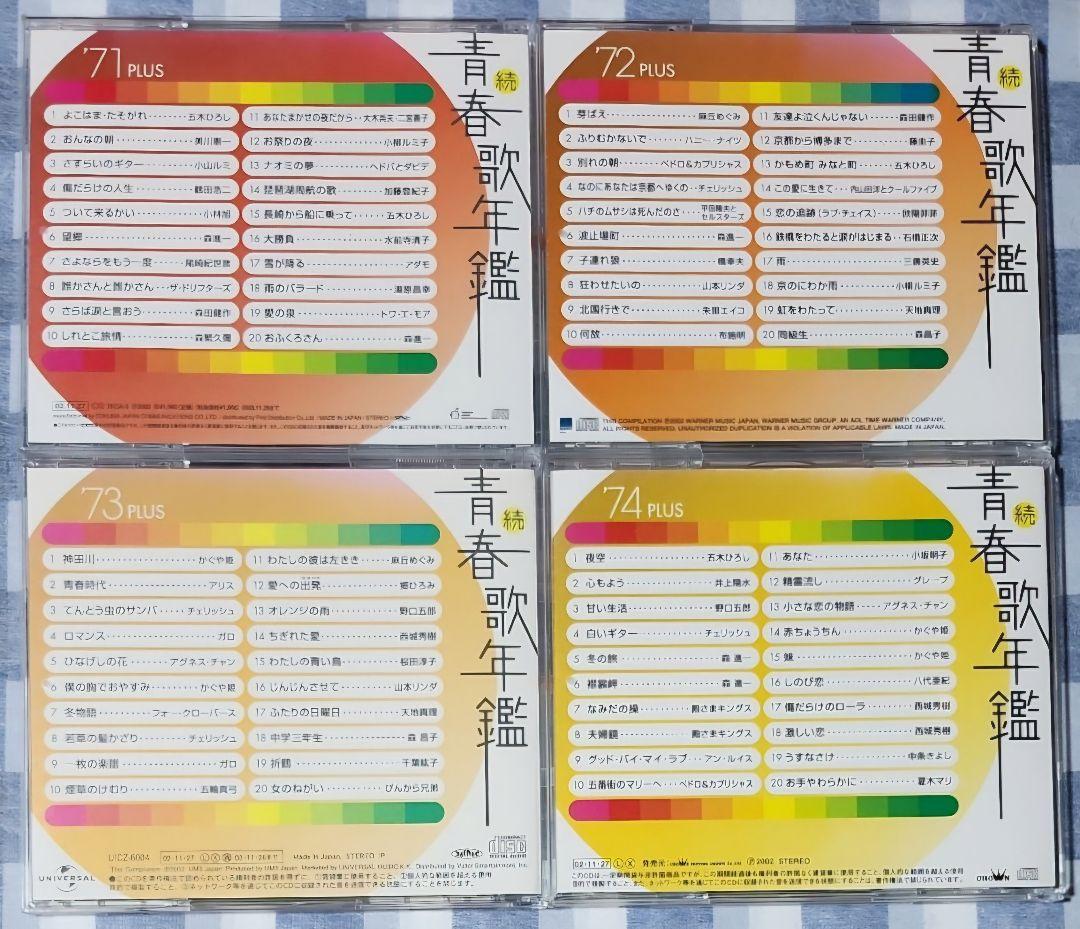 '71 PLUS
続
青春歌年鑑
1 よこはま・たそがれ‥‥‥‥五木ひろし
2 おんなの朝‥‥‥‥美川憲一
3 さすらいのギター‥‥‥‥小山ルミ
4 傷だらけの人生‥‥‥‥鶴田浩二
5 ついて来るかい‥‥‥‥小林旭
6 望郷‥‥‥‥森進一
7 さよならをもう一度‥‥‥‥尾崎紀世彦
8 誰かさんと誰かさん‥‥ザ・ドリフターズ
9 さらば涙と言おう‥‥‥‥森田健作
10 しれとこ旅情‥‥‥‥森繁久彌
11 あなたまかせの夜だから‥‥大木英夫・二宮善子
12 お祭りの夜‥‥‥‥小柳ルミ子
13 ナオミの夢‥‥‥‥ヘドバとダビデ
14 琵琶湖周航の歌‥‥‥‥加藤登紀子
15 長崎から船に乗って‥‥‥‥五木ひろし
16 大勝負‥‥‥‥水前寺清子
17 雪が降る‥‥‥‥アダモ
18 雨のバラード‥‥‥‥湯原昌幸
19 愛の泉‥‥‥‥トワ・エ・モア
20 おふくろさん‥‥‥‥森進一
02・11・27
'72 PLUS
続
青春歌年鑑
1 芽ばえ‥‥‥‥麻丘めぐみ
2 ふりむかないで‥‥‥‥ハニー・ナイツ
3 別れの朝‥‥‥‥ペドロ&カプリシャス
4 なのにあなたは京都へゆくの‥‥チェリッシュ
5 ハチのムサシは死んだのさ‥‥平田隆夫とセルスターズ
6 波止場町‥‥‥‥森進一
7 子連れ狼‥‥‥‥橋幸夫
8 狂わせたいの‥‥‥‥山本リンダ
9 北国行きで‥‥‥‥朱里エイコ
10 何故‥‥‥‥布施明
11 友達よ泣くんじゃない‥‥‥‥森田健作
12 京都から博多まで‥‥‥‥藤圭子
13 かもめ町 みなと町‥‥‥‥五木ひろし
14 この愛に生きて‥‥内山田洋とクールファイブ
15 恋の追跡(ラブ・チェイス)‥‥欧陽菲菲
16 鉄橋をわたると涙がはじまる‥‥石橋正次
17 雨‥‥‥‥三善英史
18 京のにわか雨‥‥‥‥小柳ルミ子
19 虹をわたって‥‥‥‥天地真理
20 同級生‥‥‥‥森昌子
THIS COMPILATION ℗2002 WARNER MUSIC JAPAN, WARNER MUSIC GROUP, AN AOL TIME WARNER COMPANY.
ALL RIGHTS RESERVED. UNAUTHORIZED DUPLICATION IS A VIOLATION OF APPLICABLE LAWS. MADE IN JAPAN.
'73 PLUS
続
青春歌年鑑
1 神田川‥‥‥‥かぐや姫
2 青春時代‥‥‥‥アリス
3 てんとう虫のサンバ‥‥‥‥チェリッシュ
4 ロマンス‥‥‥‥ガロ
5 ひなげしの花‥‥‥‥アグネス・チャン
6 僕の胸でおやすみ‥‥‥‥かぐや姫
7 冬物語‥‥‥‥フォー・クローバース
8 若草の髪かざり‥‥‥‥チェリッシュ
9 一枚の楽譜‥‥‥‥ガロ
10 煙草のけむり‥‥‥‥五輪真弓
11 わたしの彼は左きき‥‥‥‥麻丘めぐみ
12 愛への出発‥‥‥‥郷ひろみ
13 オレンジの雨‥‥‥‥野口五郎
14 ちぎれた愛‥‥‥‥西城秀樹
15 わたしの青い鳥‥‥‥‥桜田淳子
16 じんじんさせて‥‥‥‥山本リンダ
17 ふたりの日曜日‥‥‥‥天地真理
18 中学三年生‥‥‥‥森 昌子
19 折鶴‥‥‥‥千葉紘子
20 女のねがい‥‥‥‥ぴんから兄弟
UICZ-6004
02・11・27
Made in Japan. STEREO
UNIVERSAL
'74 PLUS
続
青春歌年鑑
1 夜空‥‥‥‥五木ひろし
2 心もよう‥‥‥‥井上陽水
3 甘い生活‥‥‥‥野口五郎
4 白いギター‥‥‥‥チェリッシュ
5 冬の旅‥‥‥‥森 進一
6 襟裳岬‥‥‥‥森 進一
7 なみだの操‥‥‥‥殿さまキングス
8 夫婦鏡‥‥‥‥殿さまキングス
9 グッド・バイ・マイ・ラブ‥‥アン・ルイス
10 五番街のマリーへ‥‥ペドロ&カプリシャス
11 あなた‥‥‥‥小坂明子
12 精霊流し‥‥‥‥グレープ
13 小さな恋の物語‥‥‥‥アグネス・チャン
14 赤ちょうちん‥‥‥‥かぐや姫
15 妹‥‥‥‥かぐや姫
16 しのび恋‥‥‥‥八代亜紀
17 傷だらけのローラ‥‥‥‥西城秀樹
18 激しい恋‥‥‥‥西城秀樹
19 うすなさけ‥‥‥‥中条きよし
20 お手やわらかに‥‥‥‥夏木マリ
02・11・27 L X 発売元: CROWN ℗ 2002 STEREO
CROWN